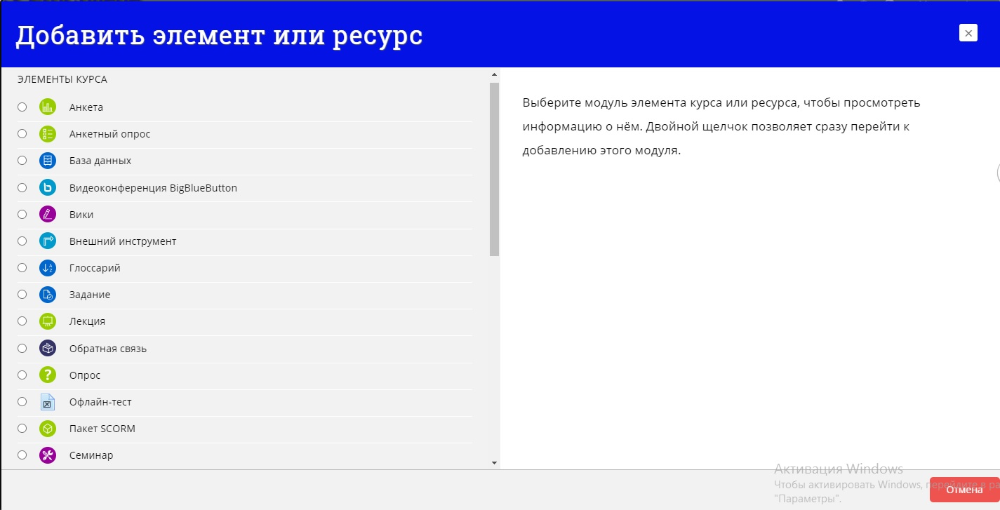 Добавить элемент или ресурс
ЭЛЕМЕНТЫ КУРСА
Анкета
Анкетный опрос
База данных
Видеоконференция BigBlueButton
Вики
Внешний инструмент
Глоссарий
Задание
Лекция
Обратная связь
Опрос
Офлайн-тест
Пакет SCORM
Семинар
Выберите модуль элемента курса или ресурса, чтобы просмотреть
информацию о нём. Двойной щелчок позволяет сразу перейти к
добавлению этого модуля.
Активация Windows
Чтобы активировать Windows, перейдите в ра
"Параметры".
Отмена